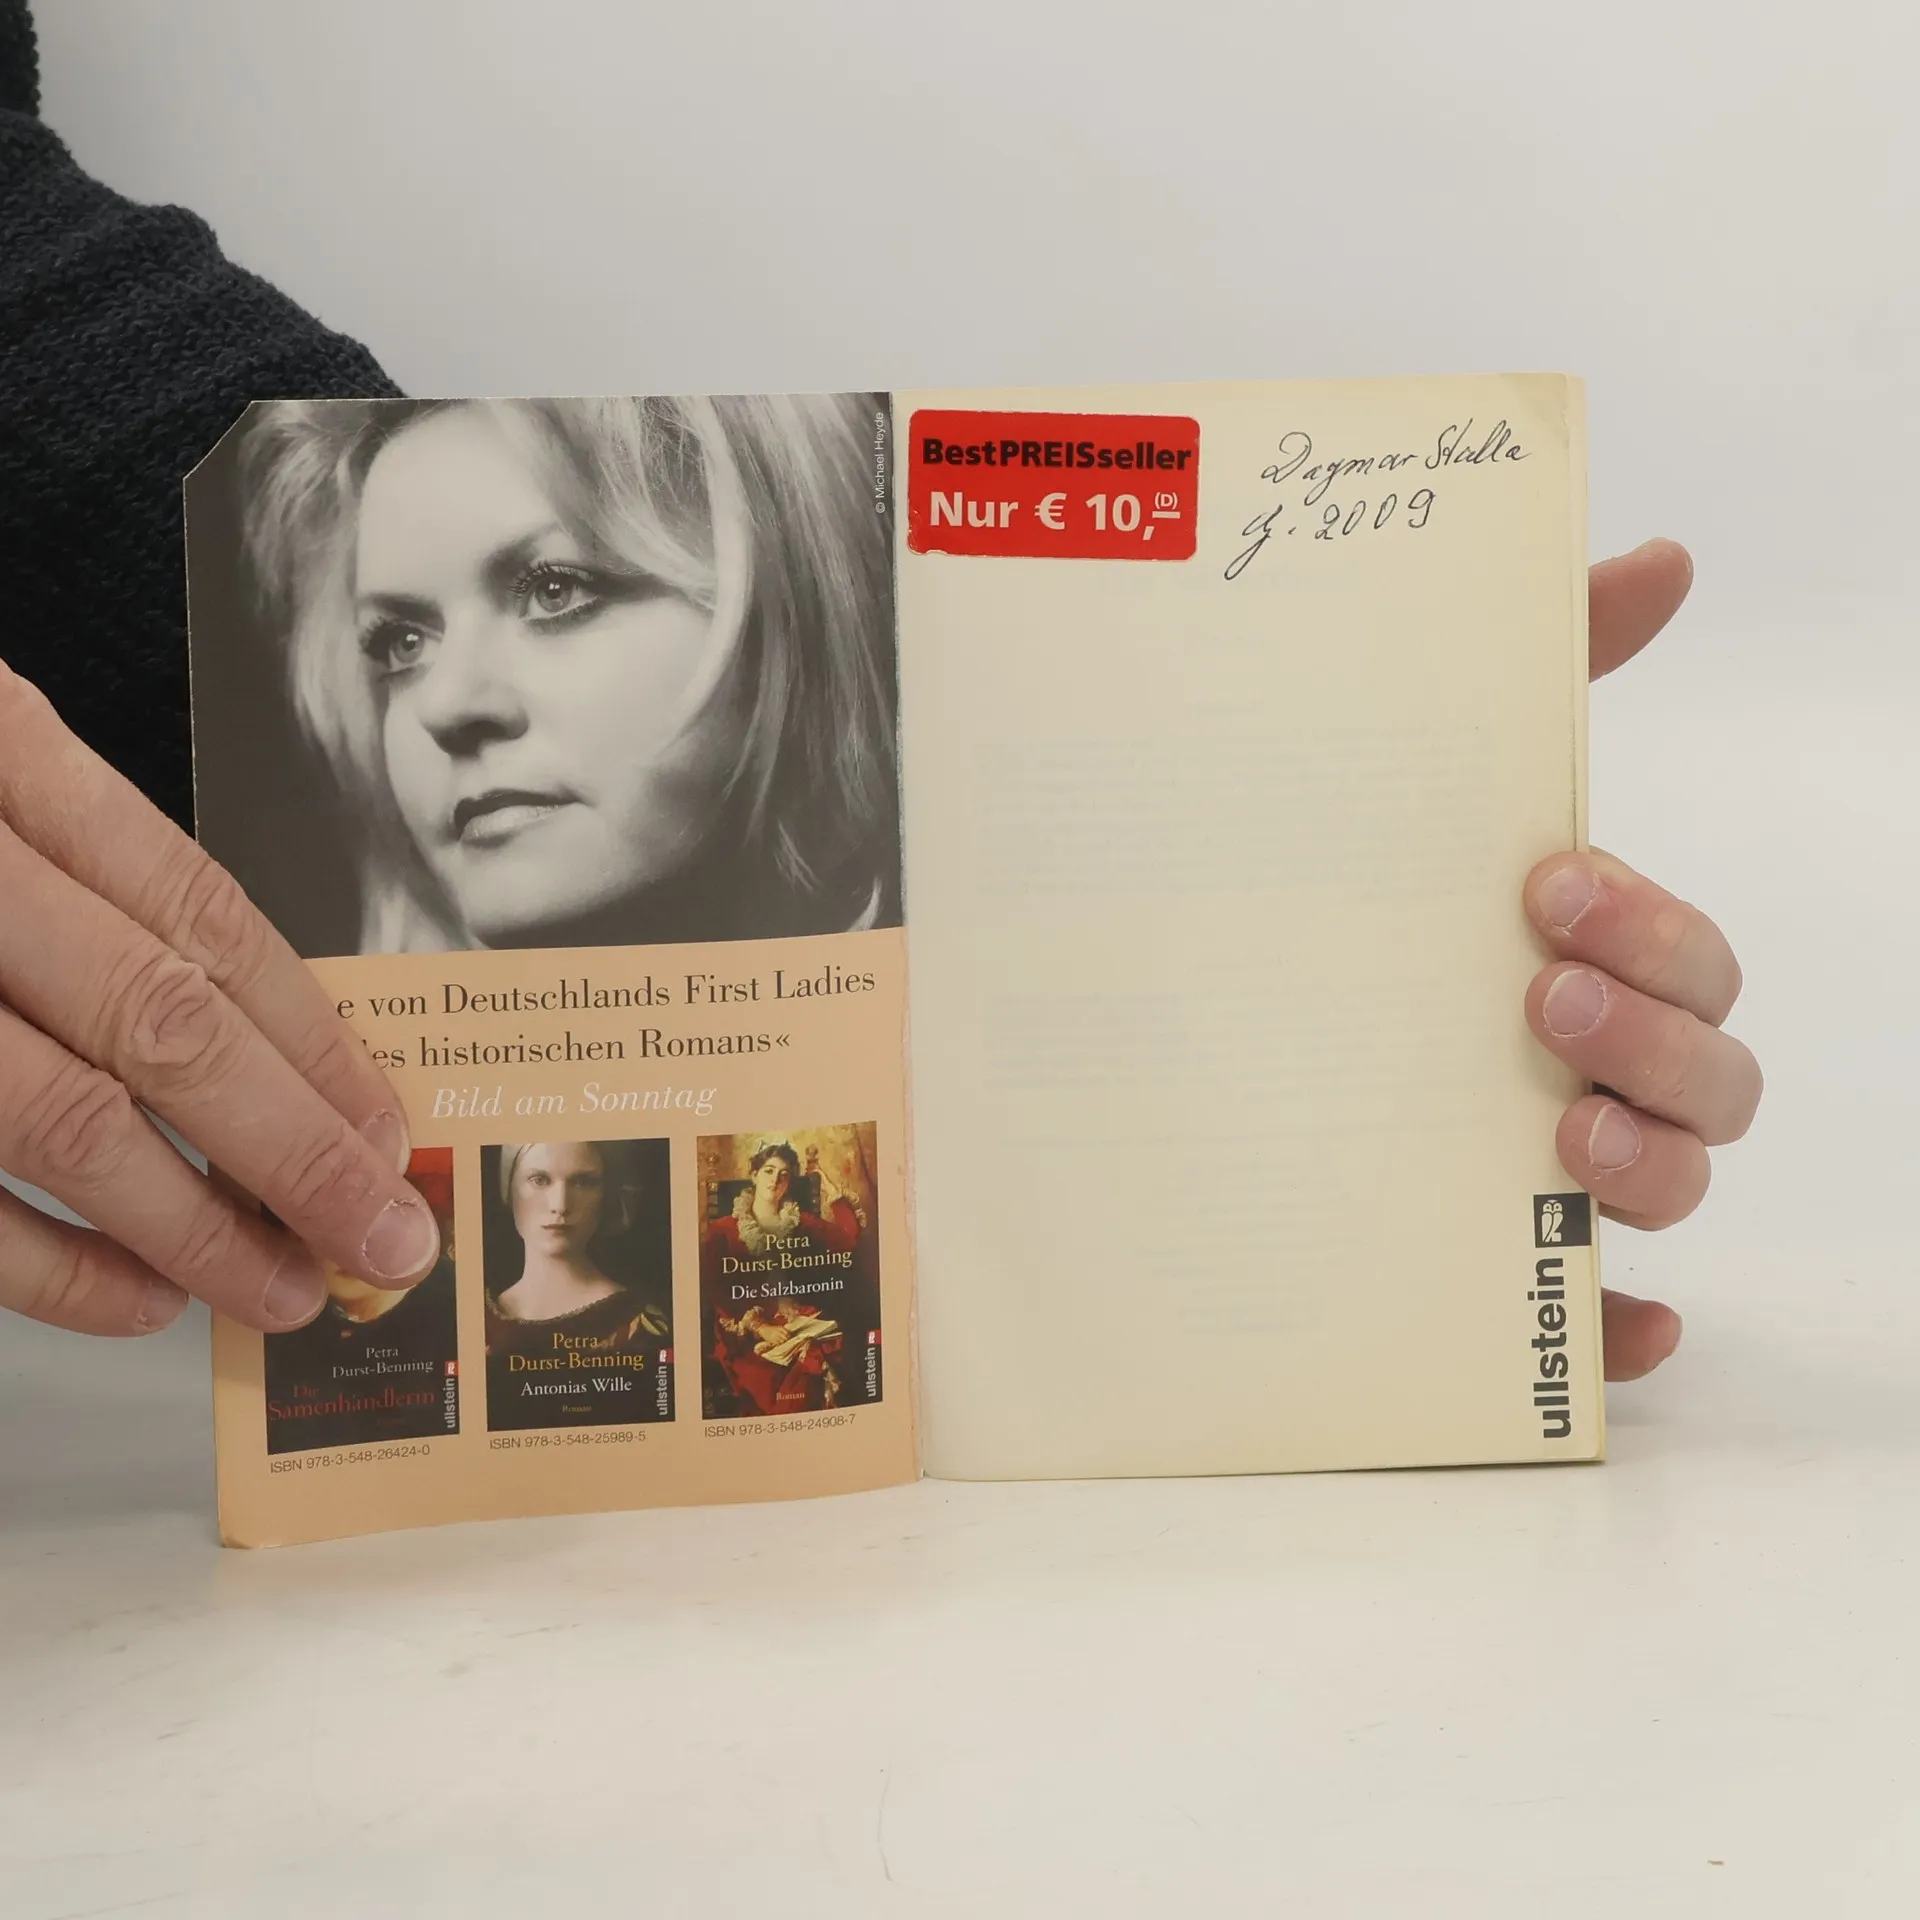 © Michael Heyde
e von Deutschlands First Ladies
es historischen Romans«
Bild am Sonntag
Petra
Durst-Benning
Die
Samenhändlerin
ullstein
ISBN 978-3-548-26424-0
Petra
Durst-Benning
Antonias Wille
Roman
ullstein
ISBN 978-3-548-25989-5
Petra
Durst-Benning
Die Salzbaronin
Roman
ullstein
ISBN 978-3-548-24908-7
BestPREISseller
Nur € 10,– (D)
Dagmar Stalla
2009
ullstein